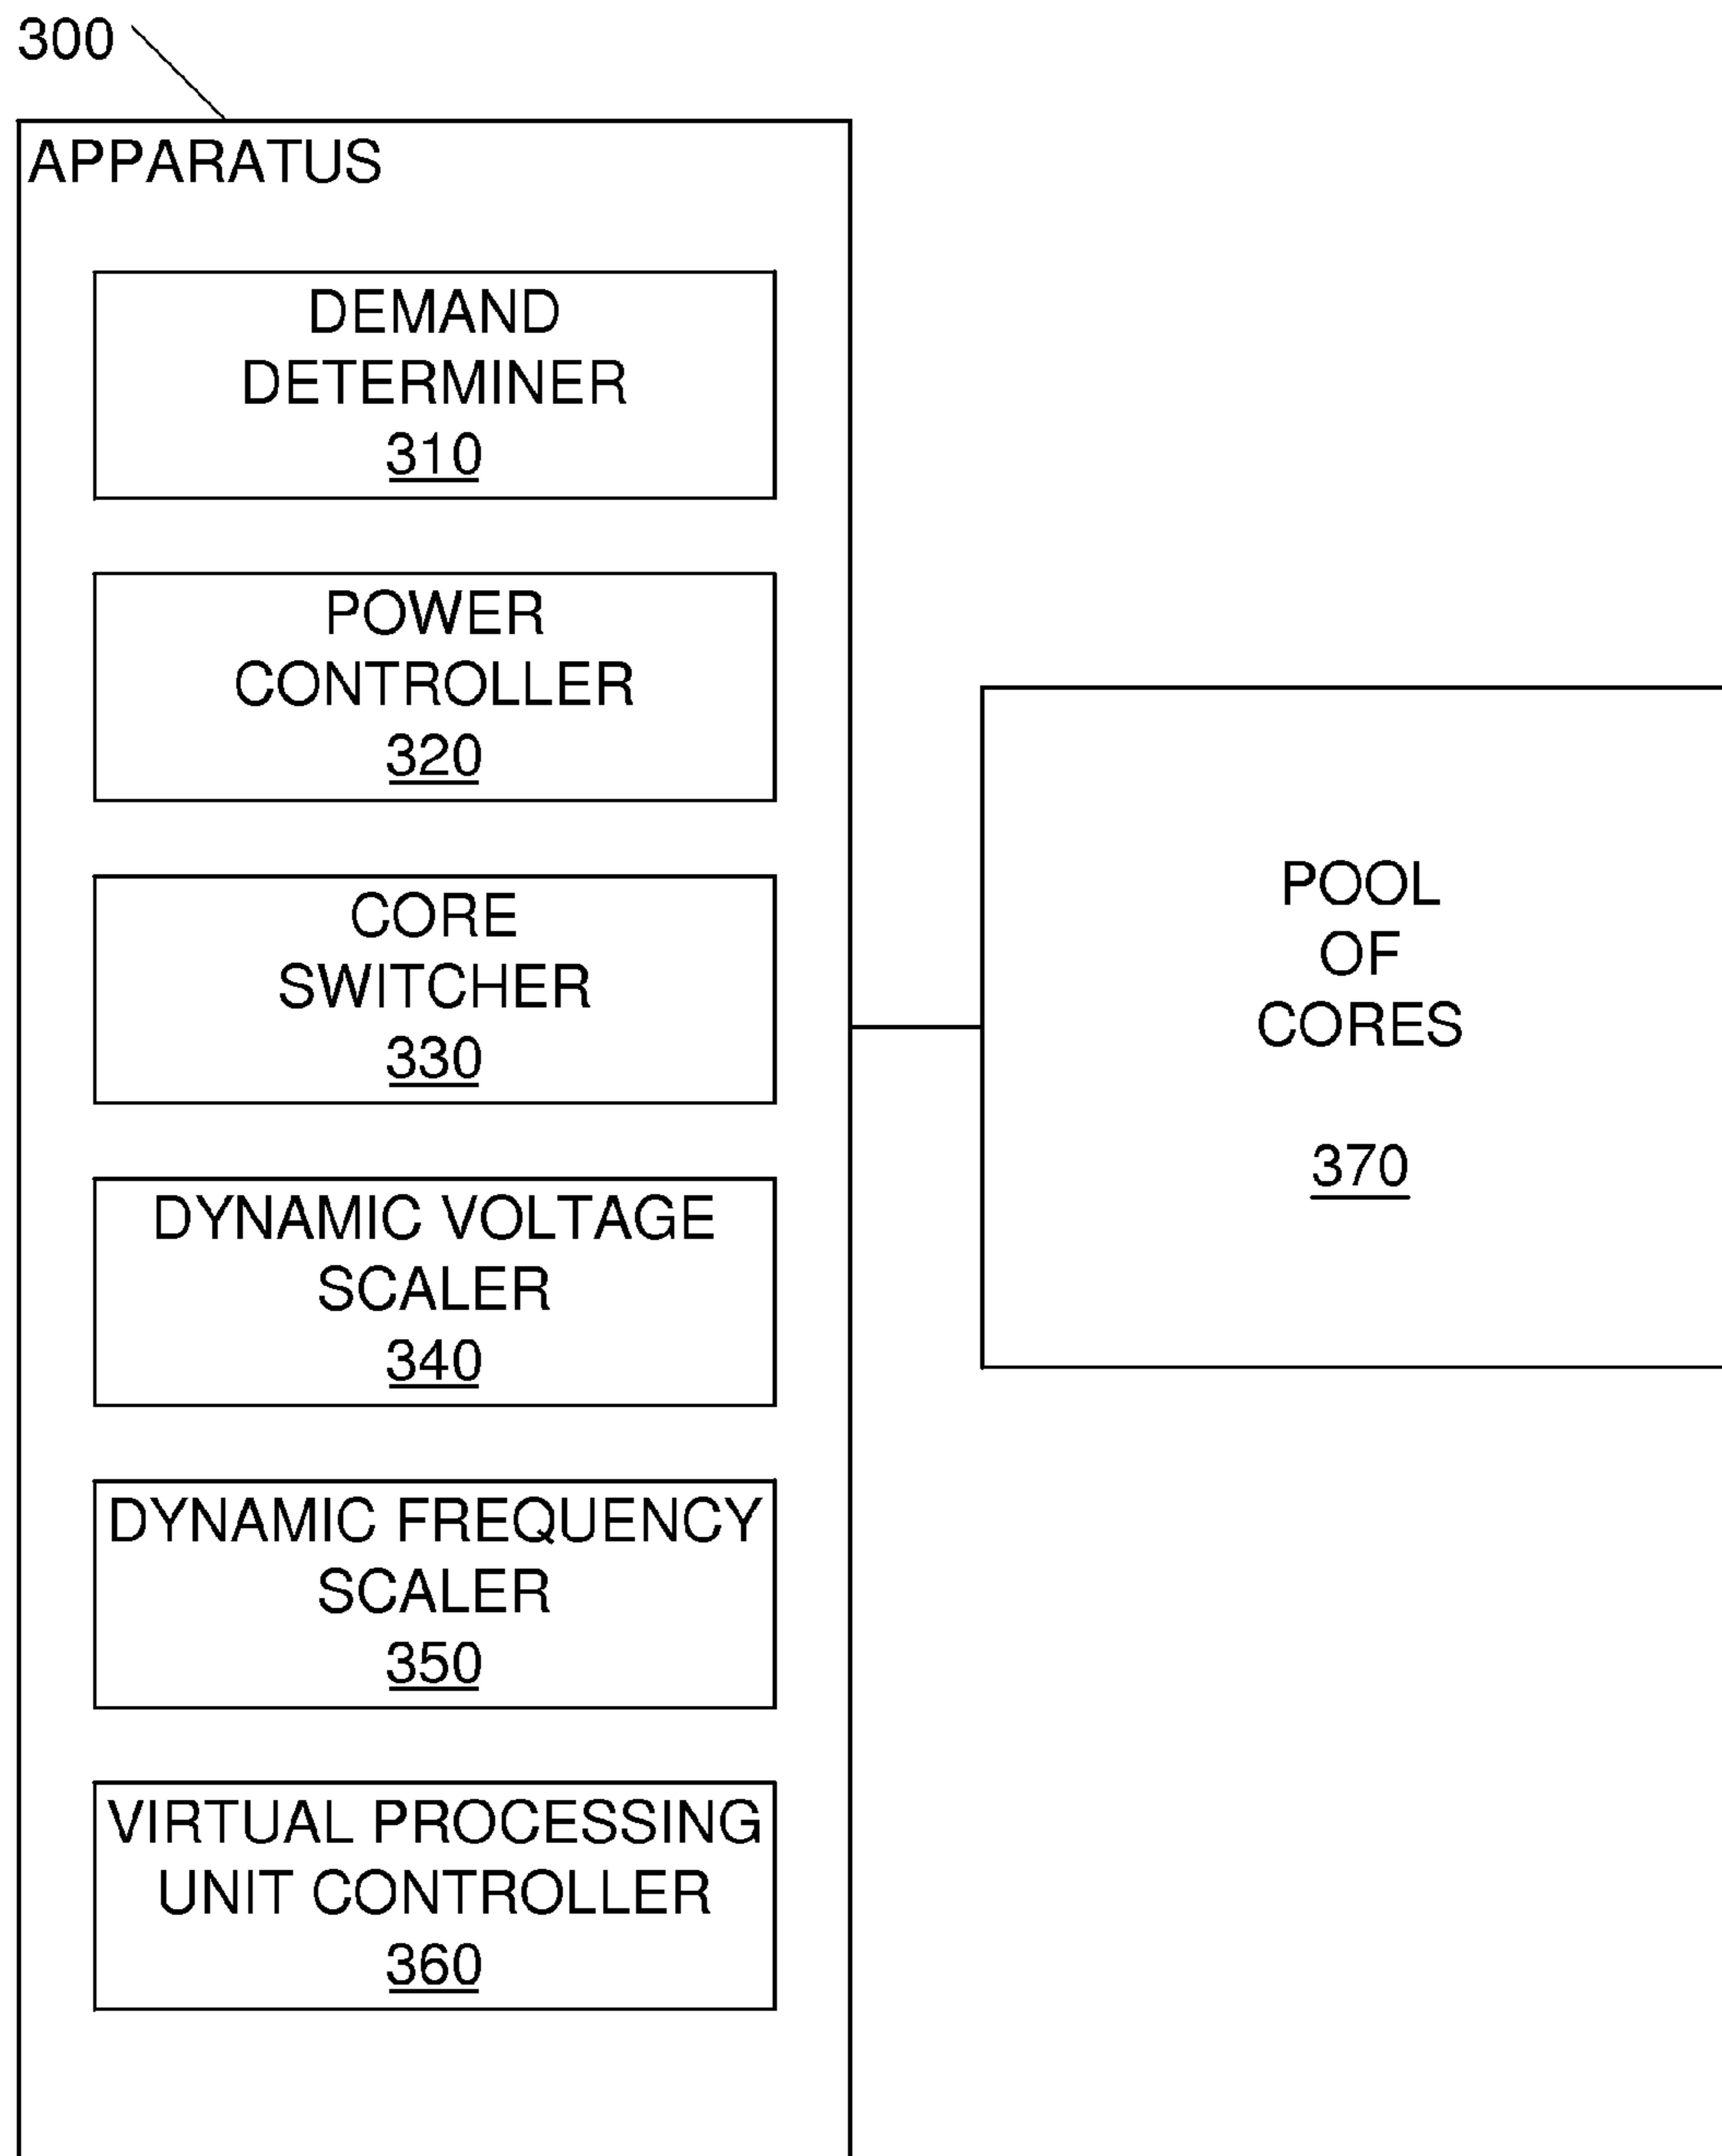 300
APPARATUS
DEMAND
DETERMINER
310
POWER
CONTROLLER
320
CORE
SWITCHER
330
DYNAMIC VOLTAGE
SCALER
340
DYNAMIC FREQUENCY
SCALER
350
VIRTUAL PROCESSING
UNIT CONTROLLER
360
POOL
OF
CORES
370